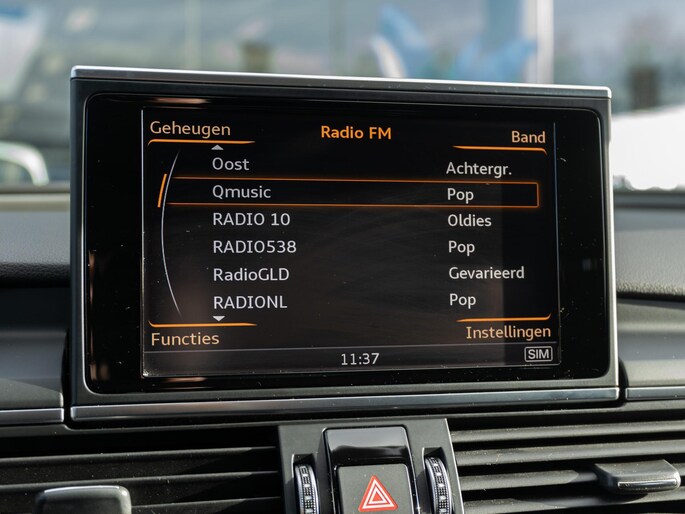 Geheugen Radio FM Band
Oost Achtergr.
Qmusic Pop
RADIO 10 Oldies
RADIO538 Pop
RadioGLD Gevarieerd
RADIONL Pop
Functies Instellingen
11:37 SIM